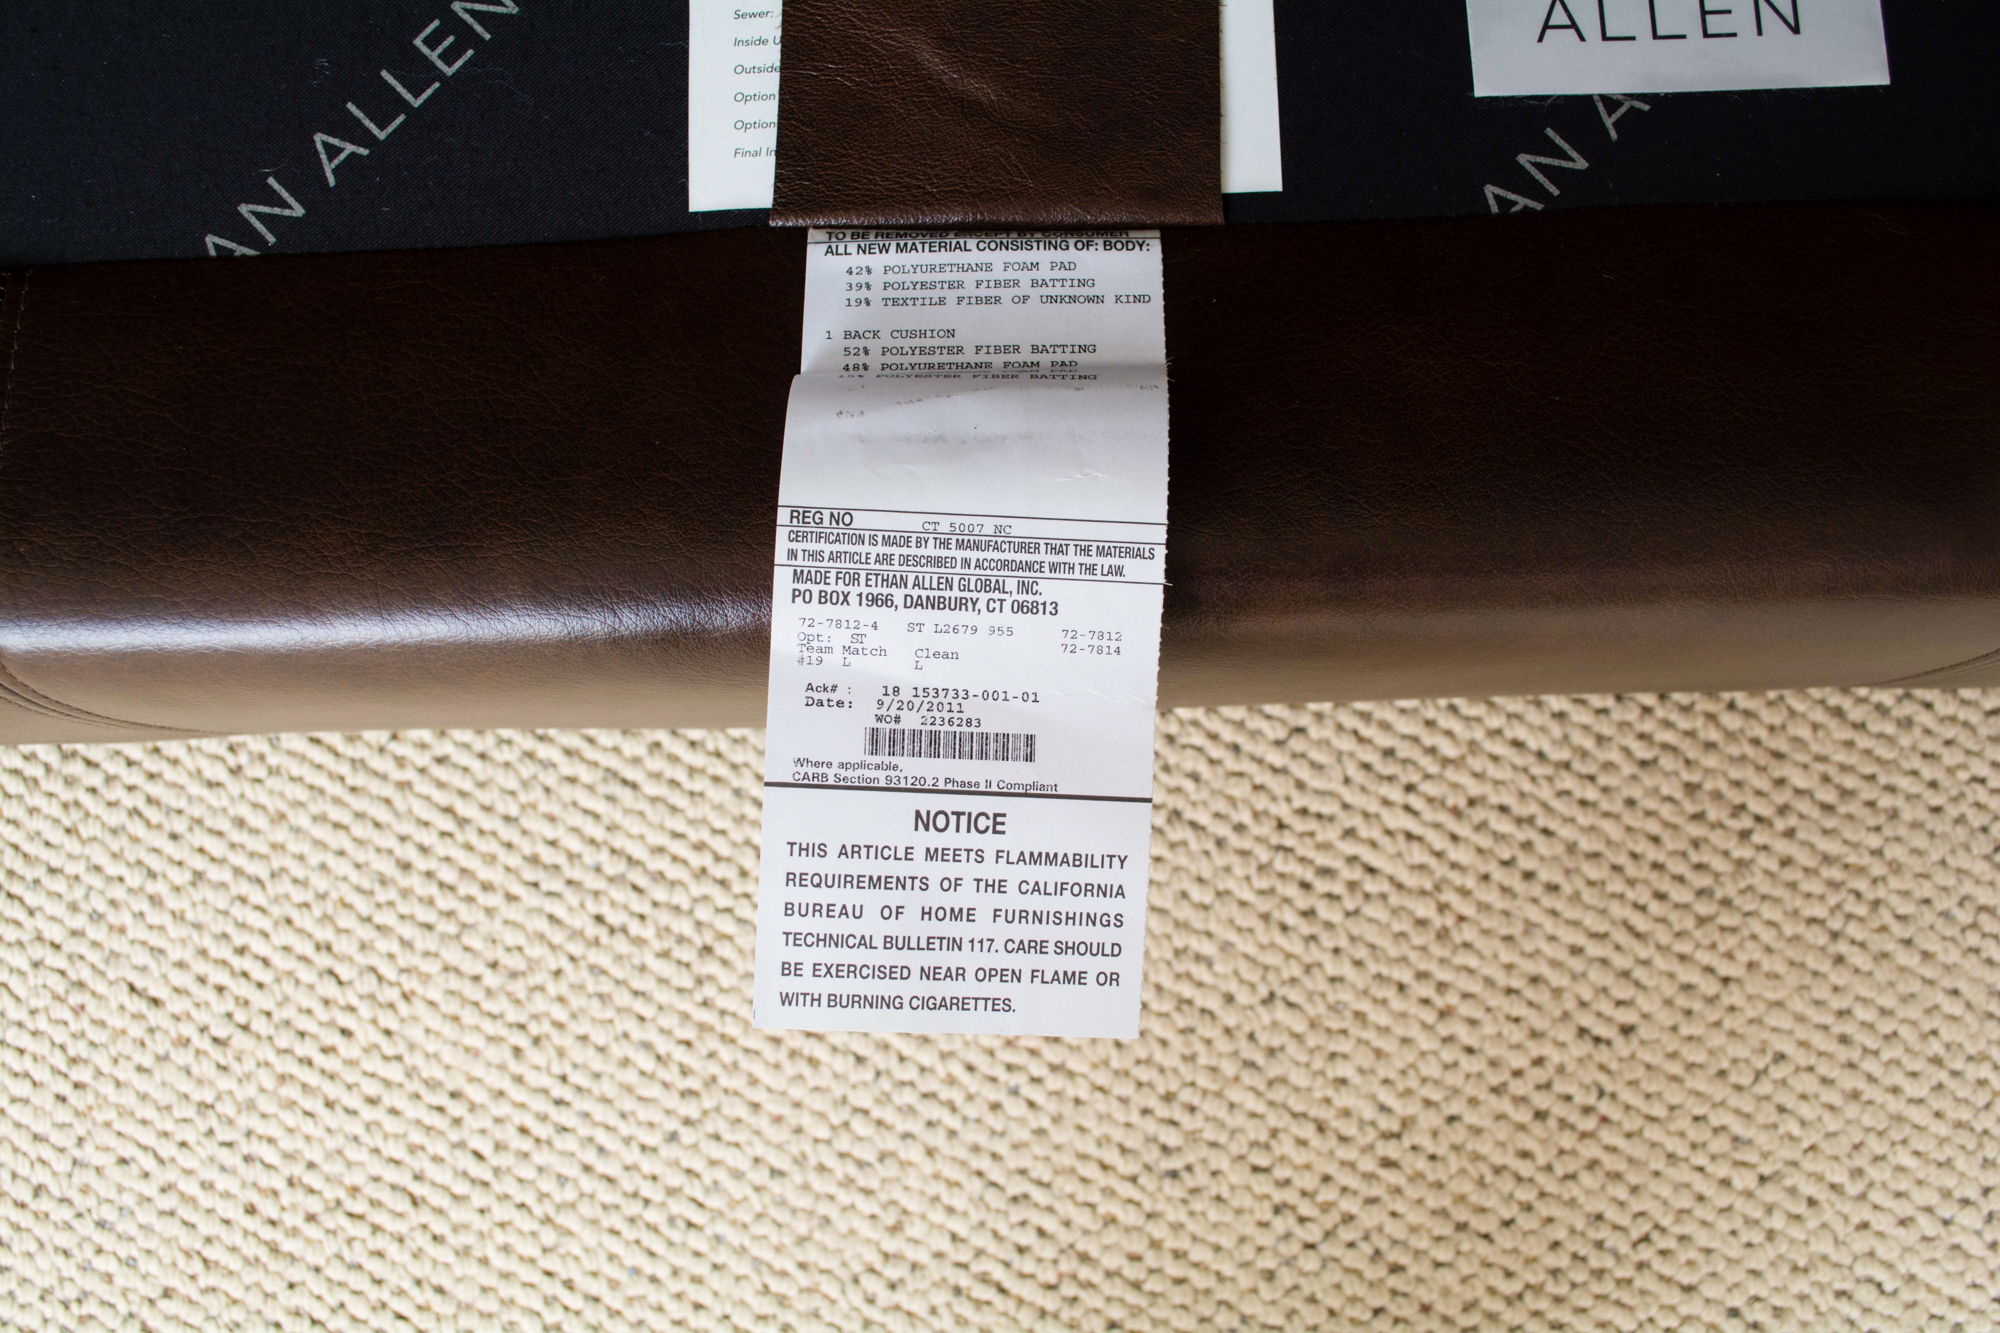 AN ALLEN
Sewer:
Inside U
Outside
Option
Option
Final In
ALLEN
AN A
TO BE REMOVED EXCEPT BY CONSUMER
ALL NEW MATERIAL CONSISTING OF: BODY:
42% POLYURETHANE FOAM PAD
39% POLYESTER FIBER BATTING
19% TEXTILE FIBER OF UNKNOWN KIND
1 BACK CUSHION
52% POLYESTER FIBER BATTING
48% POLYURETHANE FOAM PAD
POLYESTER FIBER BATTING
REG NO CT 5007 NC
CERTIFICATION IS MADE BY THE MANUFACTURER THAT THE MATERIALS
IN THIS ARTICLE ARE DESCRIBED IN ACCORDANCE WITH THE LAW.
MADE FOR ETHAN ALLEN GLOBAL, INC.
PO BOX 1966, DANBURY, CT 06813
72-7812-4 ST L2679 955 72-7812
Opt: ST 72-7814
Team Match Clean
#19 L L
Ack# : 18 153733-001-01
Date: 9/20/2011
WO# 2236283
Where applicable,
CARB Section 93120.2 Phase II Compliant
NOTICE
THIS ARTICLE MEETS FLAMMABILITY
REQUIREMENTS OF THE CALIFORNIA
BUREAU OF HOME FURNISHINGS
TECHNICAL BULLETIN 117. CARE SHOULD
BE EXERCISED NEAR OPEN FLAME OR
WITH BURNING CIGARETTES.